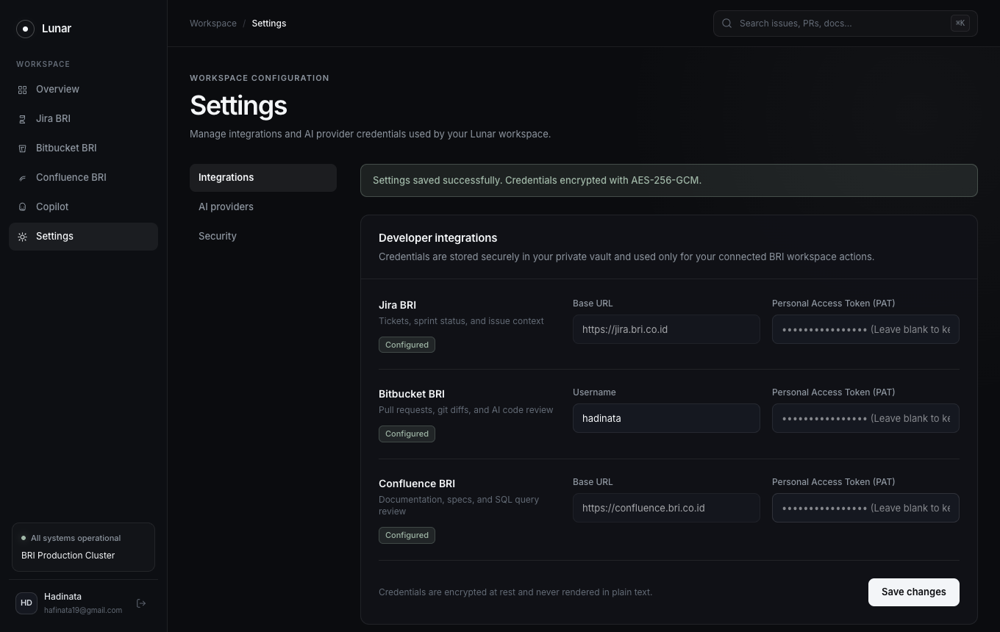 Lunar
WORKSPACE
Overview
Jira BRI
Bitbucket BRI
Confluence BRI
Copilot
Settings
All systems operational
BRI Production Cluster
HD
Hadinata
hafinata19@gmail.com
Workspace / Settings
Search issues, PRs, docs...
⌘K
WORKSPACE CONFIGURATION
Settings
Manage integrations and AI provider credentials used by your Lunar workspace.
Integrations
AI providers
Security
Settings saved successfully. Credentials encrypted with AES-256-GCM.
Developer integrations
Credentials are stored securely in your private vault and used only for your connected BRI workspace actions.
Jira BRI
Tickets, sprint status, and issue context
Configured
Base URL
https://jira.bri.co.id
Personal Access Token (PAT)
•••••••••••••••• (Leave blank to ke
Bitbucket BRI
Pull requests, git diffs, and AI code review
Configured
Username
hadinata
Personal Access Token (PAT)
•••••••••••••••• (Leave blank to ke
Confluence BRI
Documentation, specs, and SQL query
review
Configured
Base URL
https://confluence.bri.co.id
Personal Access Token (PAT)
•••••••••••••••• (Leave blank to ke
Credentials are encrypted at rest and never rendered in plain text.
Save changes